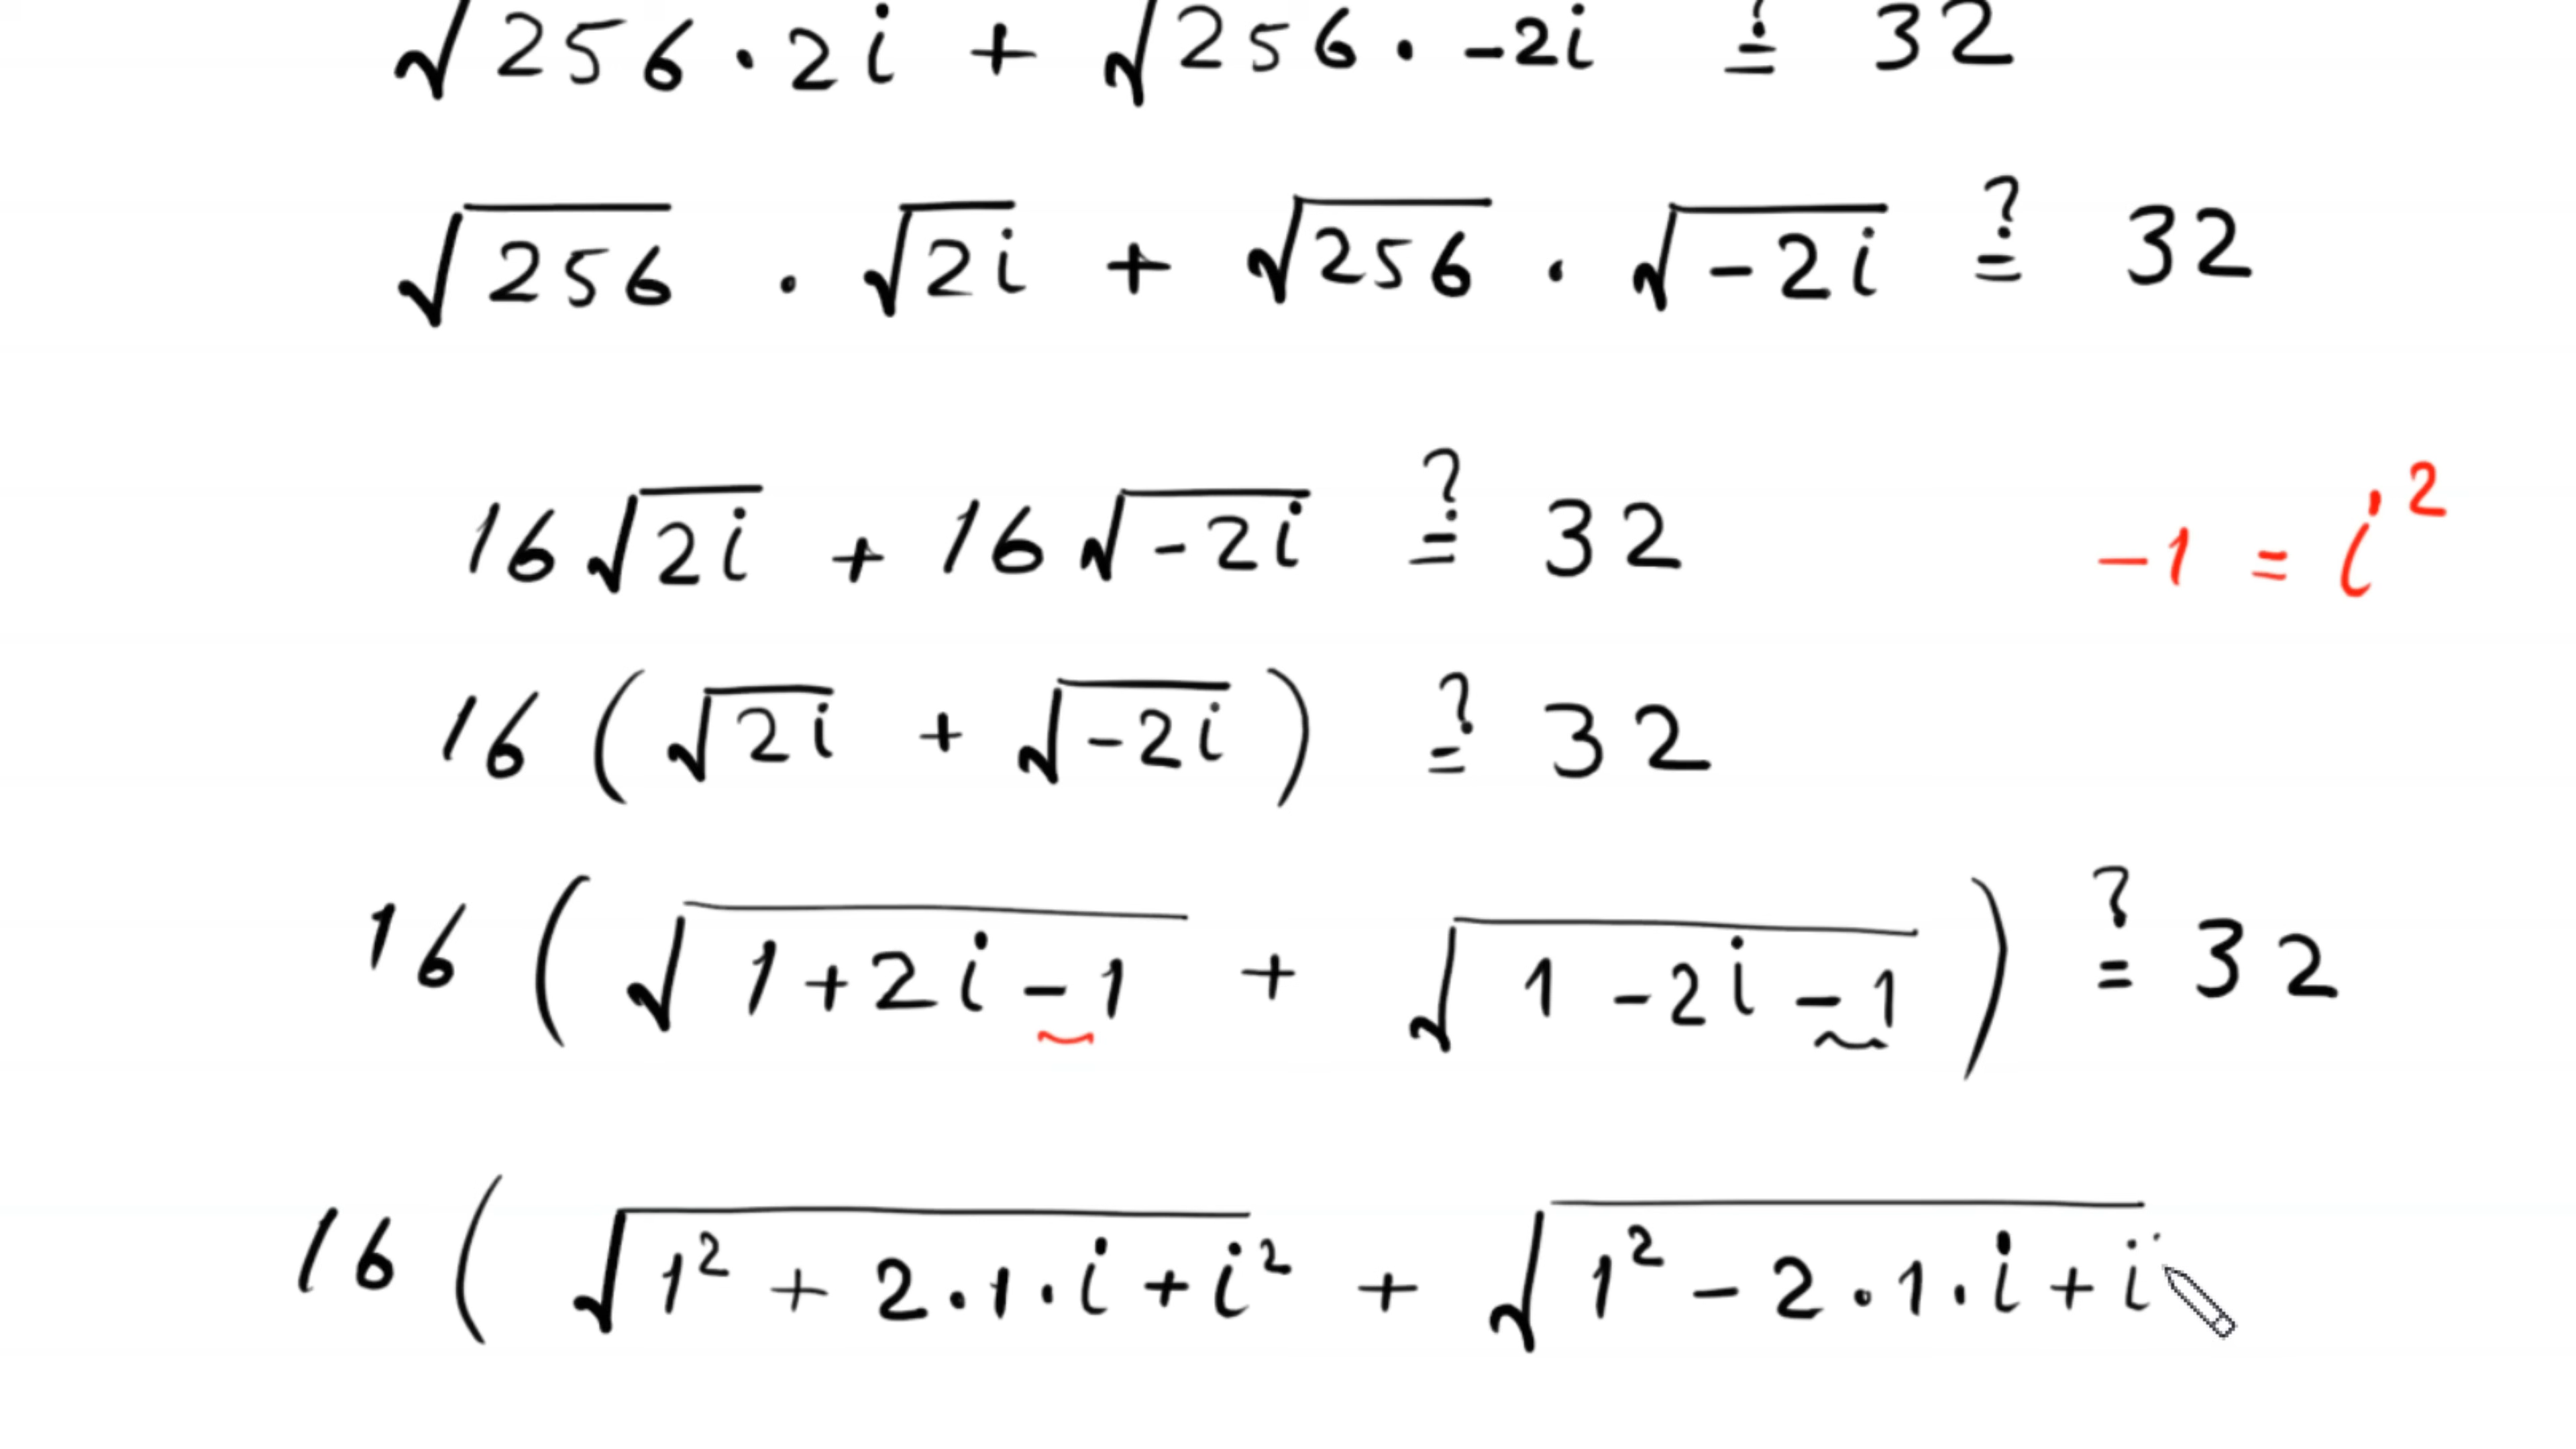 √256 · 2i + √256 · -2i ≟ 32
√256 · √2i + √256 · √-2i ≟ 32
16√2i + 16√-2i ≟ 32 -1 = i²
16 (√2i + √-2i) ≟ 32
16 (√1+2i-1 + √1-2i-1) ≟ 32
16 (√1² + 2·1·i + i² + √1² - 2·1·i + i